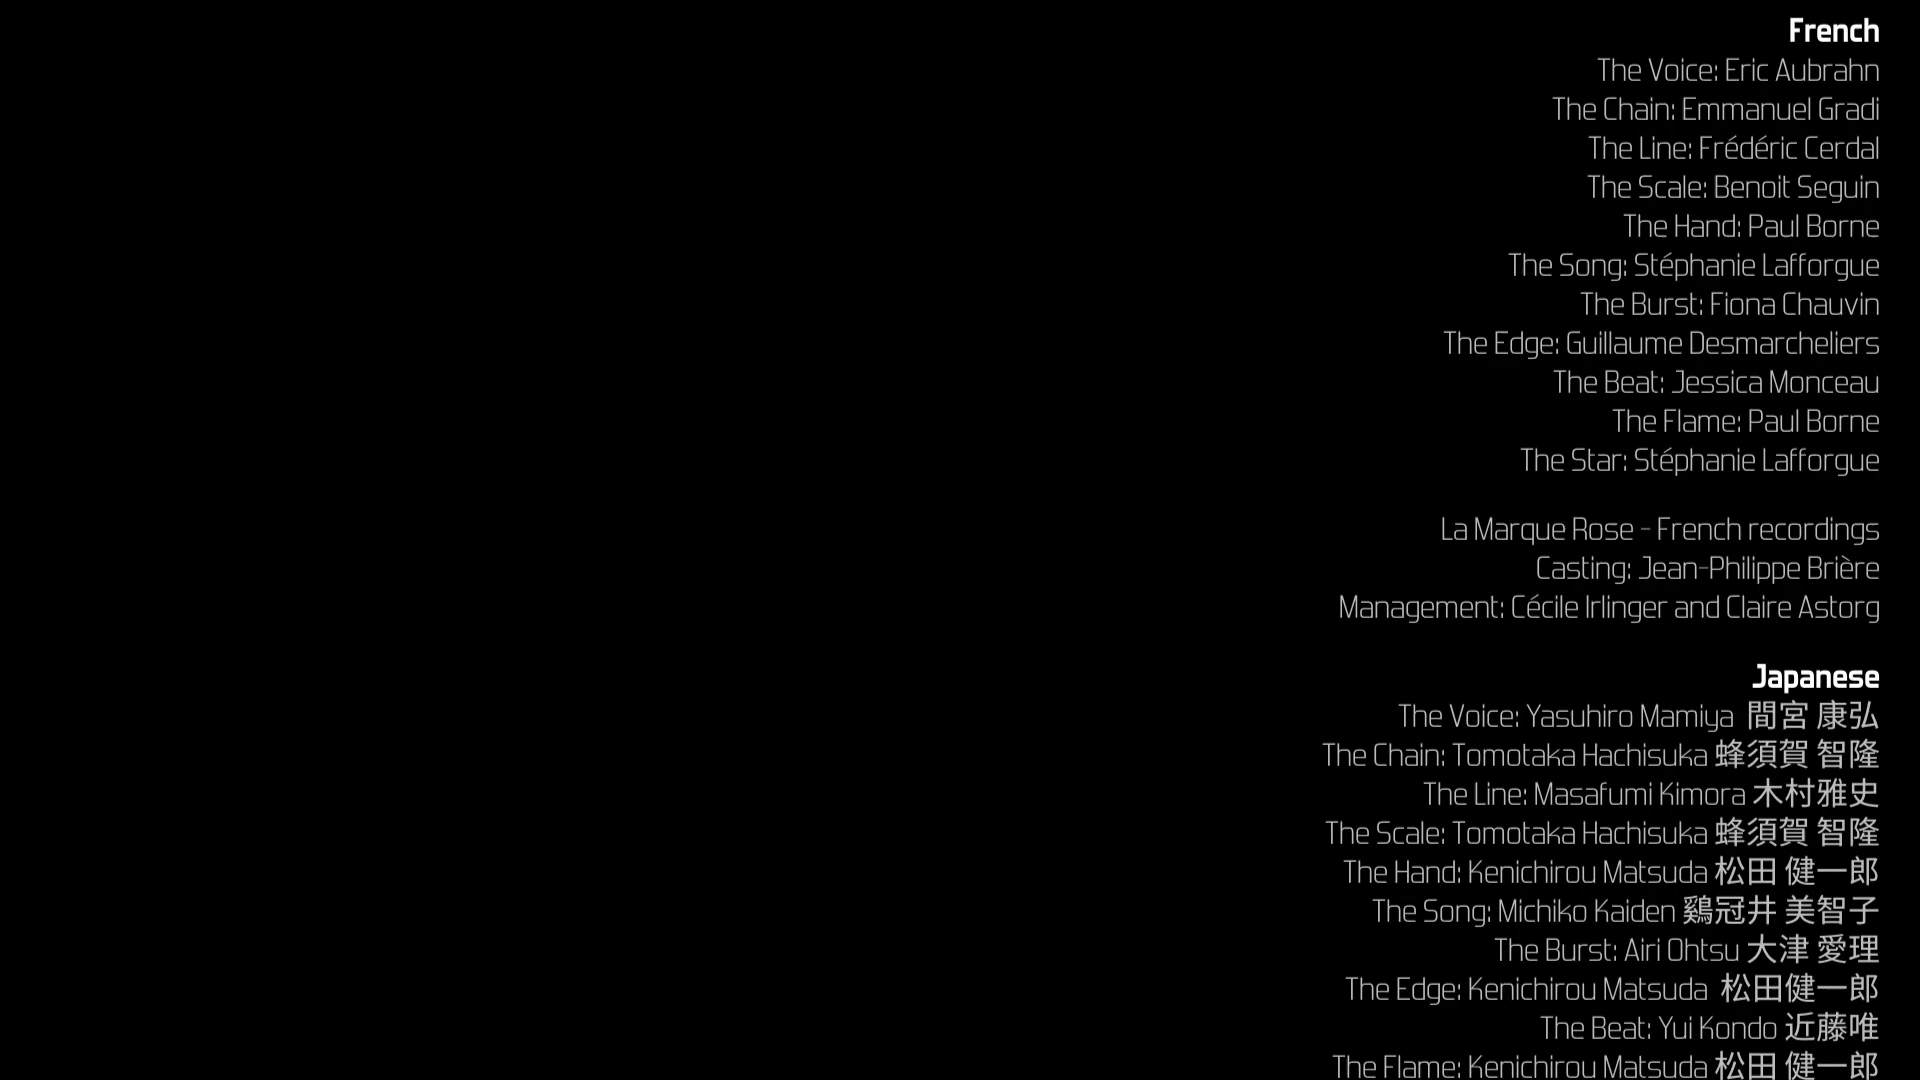 French
The Voice: Eric Aubrahn
The Chain: Emmanuel Gradi
The Line: Frédéric Cerdal
The Scale: Benoit Seguin
The Hand: Paul Borne
The Song: Stéphanie Lafforgue
The Burst: Fiona Chauvin
The Edge: Guillaume Desmarcheliers
The Beat: Jessica Monceau
The Flame: Paul Borne
The Star: Stéphanie Lafforgue
La Marque Rose - French recordings
Casting: Jean-Philippe Brière
Management: Cécile Irlinger and Claire Astorg
Japanese
The Voice: Yasuhiro Mamiya 間宮 康弘
The Chain: Tomotaka Hachisuka 蜂須賀 智隆
The Line: Masafumi Kimora 木村雅史
The Scale: Tomotaka Hachisuka 蜂須賀 智隆
The Hand: Kenichirou Matsuda 松田 健一郎
The Song: Michiko Kaiden 鷄冠井 美智子
The Burst: Airi Ohtsu 大津 愛理
The Edge: Kenichirou Matsuda 松田健一郎
The Beat: Yui Kondo 近藤唯
The Flame: Kenichirou Matsuda 松田 健一郎